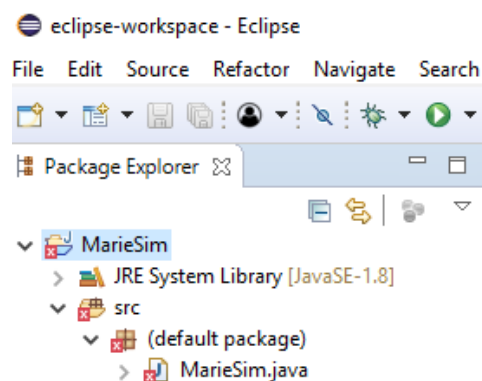 eclipse-workspace - Eclipse
File Edit Source Refactor Navigate Search
Package Explorer
MarieSim
JRE System Library [JavaSE-1.8]
src
(default package)
MarieSim.java